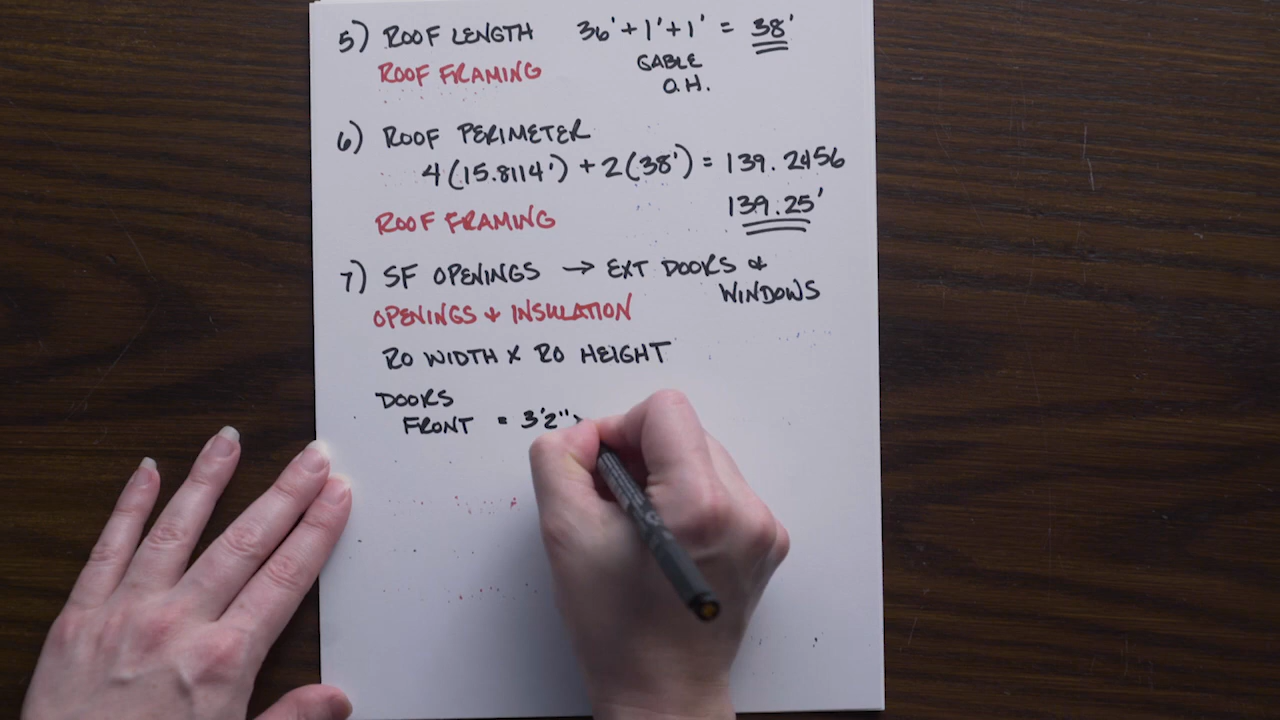 5) ROOF LENGTH 36'+1'+1' = 38'
ROOF FRAMING
GABLE
O.H.
6) ROOF PERIMETER
4(15.8114') + 2(38') = 139.2456
139.25'
ROOF FRAMING
7) SF OPENINGS → EXT DOORS &
WINDOWS
OPENINGS & INSULATION
RO WIDTH X RO HEIGHT
DOORS
FRONT = 3'2"